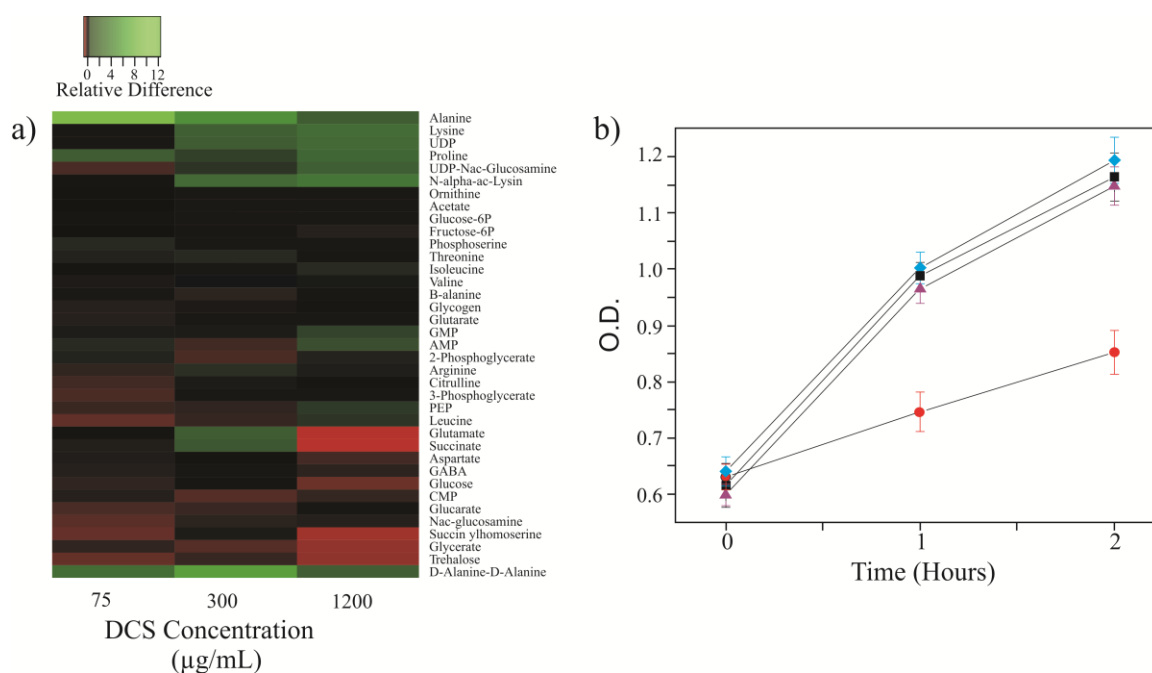 0 4 8 12
Relative Difference
a)
Alanine
Lysine
UDP
Proline
UDP-Nac-Glucosamine
N-alpha-ac-Lysin
Ornithine
Acetate
Glucose-6P
Fructose-6P
Phosphoserine
Threonine
Isoleucine
Valine
B-alanine
Glycogen
Glutarate
GMP
AMP
2-Phosphoglycerate
Arginine
Citrulline
3-Phosphoglycerate
PEP
Leucine
Glutamate
Succinate
Aspartate
GABA
Glucose
CMP
Glucarate
Nac-glucosamine
Succin ylhomoserine
Glycerate
Trehalose
D-Alanine-D-Alanine
75 300 1200
DCS Concentration
(µg/mL)
b)
1.2
1.1
1.0
0.9
0.8
0.7
0.6
O.D.
0 1 2
Time (Hours)